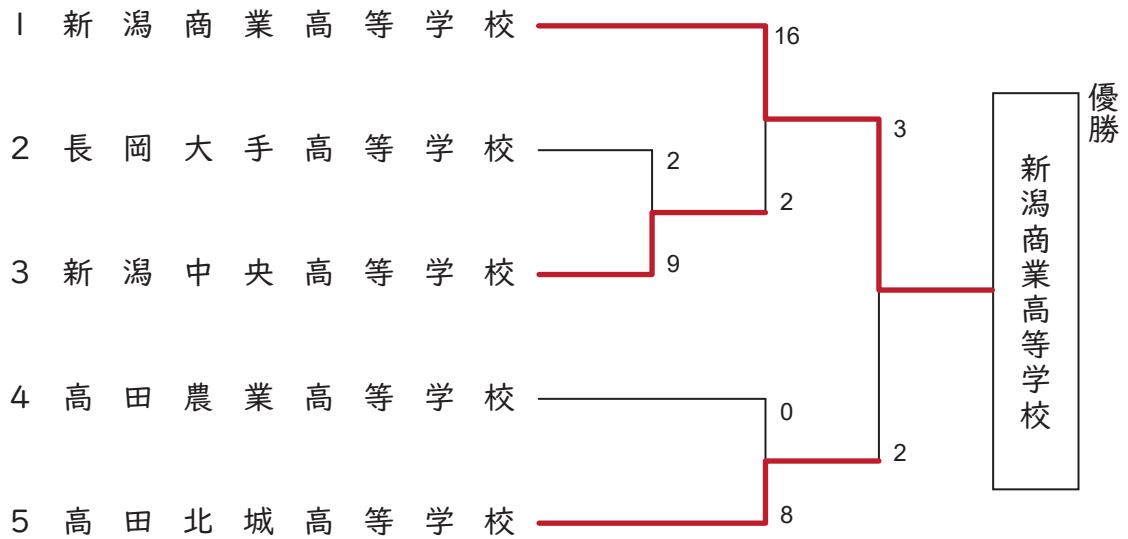 1 新潟商業高等学校
16
3
優勝
2 長岡大手高等学校
2
2
新潟商業高等学校
3 新潟中央高等学校
9
4 高田農業高等学校
0
2
5 高田北城高等学校
8